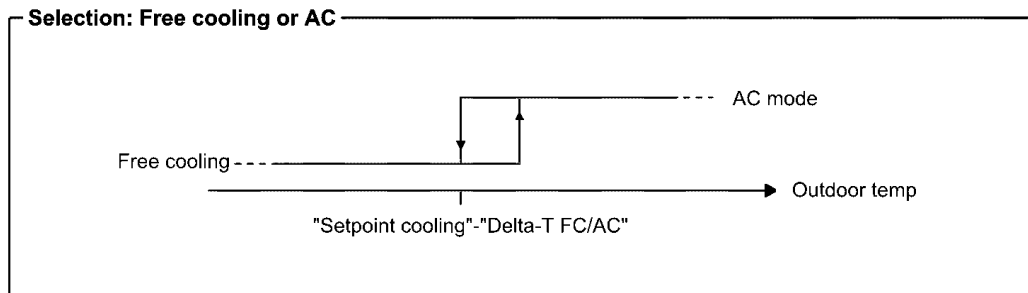 Selection: Free cooling or AC
AC mode
Free cooling
Outdoor temp
"Setpoint cooling"-"Delta-T FC/AC"